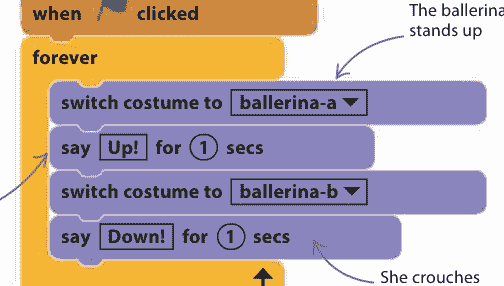 The ballerina
stands up
when clicked
forever
switch costume to ballerina-a
say Up! for 1 secs
switch costume to ballerina-b
say Down! for 1 secs
She crouches